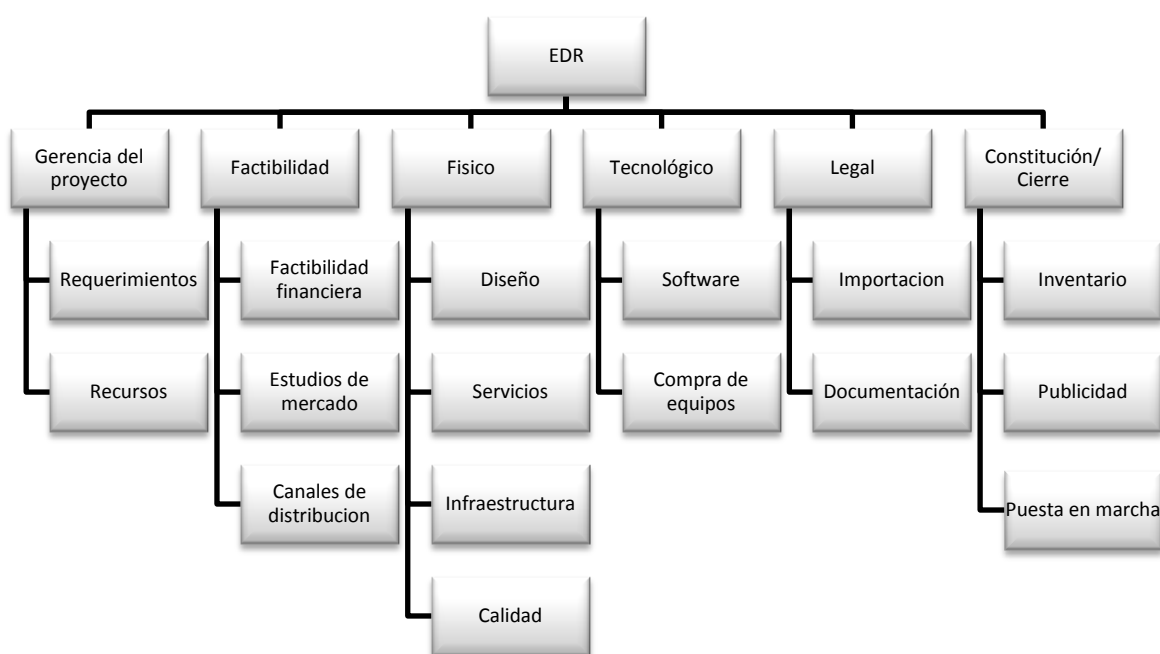 EDR
Gerencia del
proyecto
Factibilidad
Fisico
Tecnológico
Legal
Constitución/
Cierre
Requerimientos
Factibilidad
financiera
Diseño
Software
Importacion
Inventario
Recursos
Estudios de
mercado
Servicios
Compra de
equipos
Documentación
Publicidad
Canales de
distribucion
Infraestructura
Puesta en marcha
Calidad